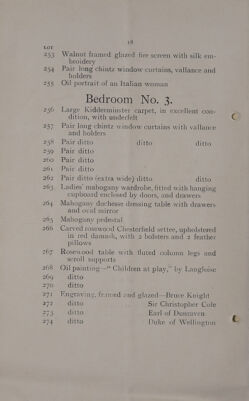 18
LOT
253 Walnut framed glazed fire screen with silk em-
broidery
254 Pair long chintz window curtains, vallance and
holders
255 Oil portrait of an Italian woman
Bedroom No. 3.
256 Large Kidderminster carpet, in excellent con-
dition, with underfelt
257 Pair long chintz window curtains with vallance
and holders
258 Pair ditto ditto ditto
259 Pair ditto
260 Pair ditto
261 Pair ditto
262 Pair ditto (extra wide) ditto ditto
263 Ladies' mahogany wardrobe, fitted with hanging
cupboard enclosed by doors, and drawers
264 Mahogany duchesse dressing table with drawers
and oval mirror
265 Mahogany pedestal
266 Carved rosewood Chesterfield settee, upholstered
in red damask, with 2 bolsters and 2 feather
pillows
267 Rosewood table with fluted column legs and
scroll supports
268 Oil painting—"Children at play," by Langloise
269 ditto
270 ditto
271 Engraving, framed and glazed—Bruce Knight
272 ditto Sir Christopher Cole
273 ditto Earl of Dunraven
274 ditto Duke of Wellington